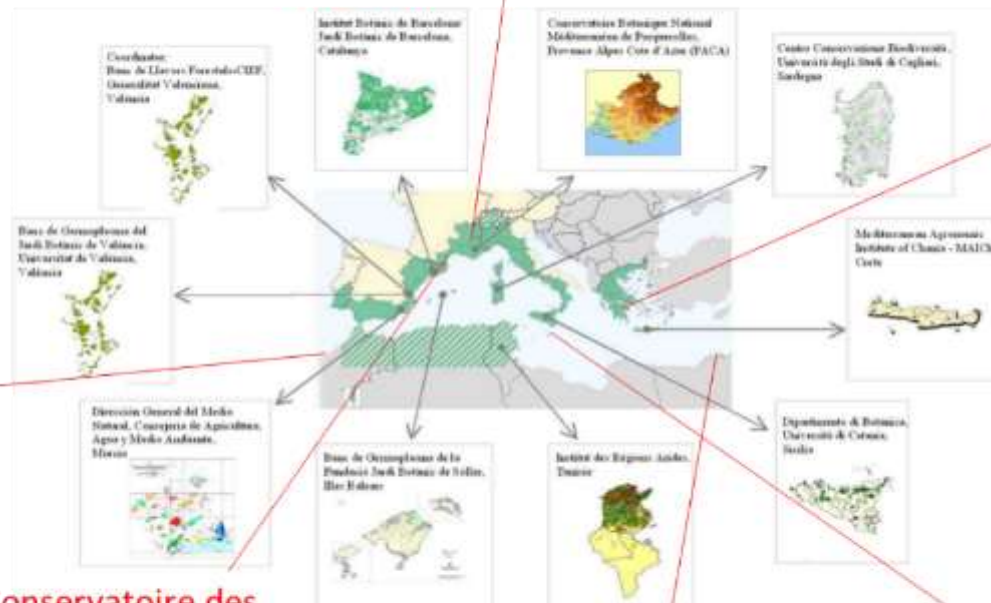 Coordinator:
Banc de Llavors Forestals-CIEF,
Generalitat Valenciana,
València
Institut Botànic de Barcelona/
Jardí Botànic de Barcelona,
Catalunya
Conservatoire Botanique National
Méditerranéen de Porquerolles,
Provence Alpes Cote d'Azur (PACA)
Centro Conservazione Biodiversità,
Università degli Studi di Cagliari,
Sardegna
Banc de Germoplasma del
Jardí Botànic de València,
Universitat de València,
València
Mediterranean Agronomic
Institute of Chania - MAICh
Crete
Dirección General del Medio
Natural, Consejería de Agricultura,
Agua y Medio Ambiente,
Murcia
Banc de Germoplasma de la
Fundació Jardí Botànic de Sóller,
Illes Balears
Institut des Régions Arides,
Tunisie
Dipartimento di Botanica,
Università di Catania,
Sicilia
onservatoire des